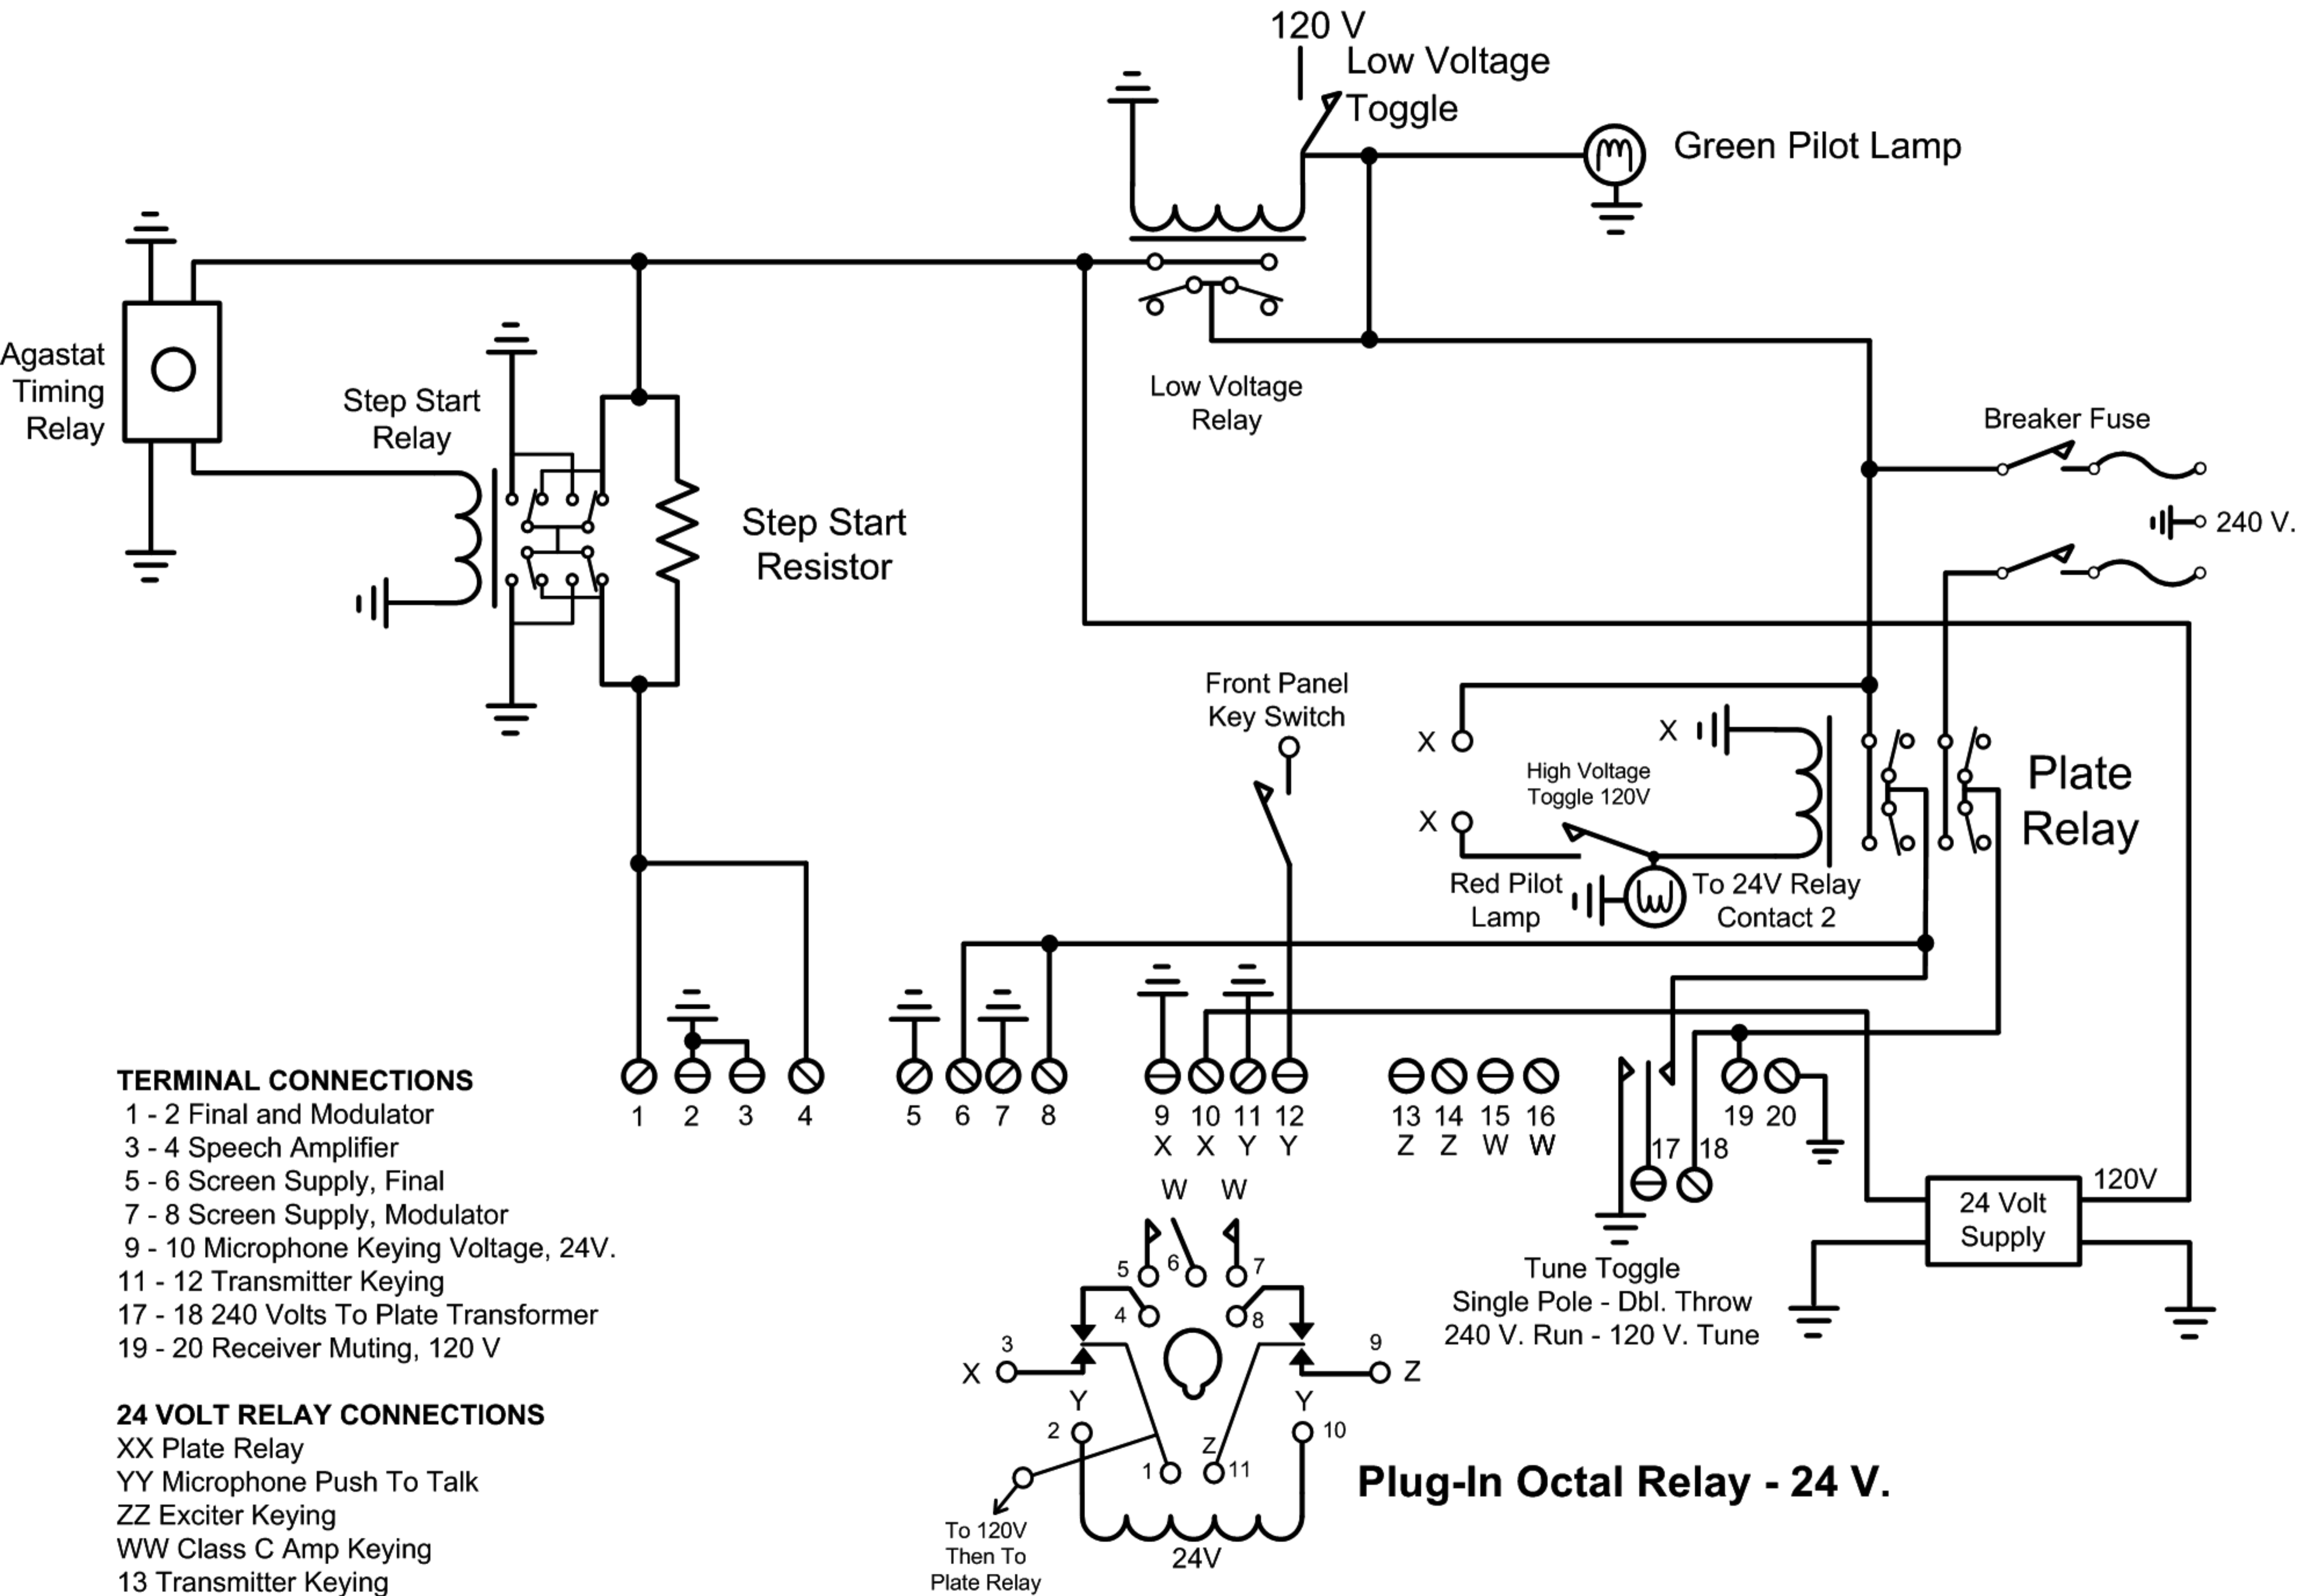 120 V
Low Voltage
Toggle
Green Pilot Lamp
Agastat
Timing
Relay
Step Start
Relay
Step Start
Resistor
Low Voltage
Relay
Breaker Fuse
240 V.
Front Panel
Key Switch
X
X
X
High Voltage
Toggle 120V
Plate
Relay
Red Pilot
Lamp
To 24V Relay
Contact 2
1 2 3 4 5 6 7 8 9 10 11 12 13 14 15 16 19 20
X X Y Y Z Z W W
17 18
120V
24 Volt
Supply
Tune Toggle
Single Pole - Dbl. Throw
240 V. Run - 120 V. Tune
TERMINAL CONNECTIONS
1 - 2 Final and Modulator
3 - 4 Speech Amplifier
5 - 6 Screen Supply, Final
7 - 8 Screen Supply, Modulator
9 - 10 Microphone Keying Voltage, 24V.
11 - 12 Transmitter Keying
17 - 18 240 Volts To Plate Transformer
19 - 20 Receiver Muting, 120 V
24 VOLT RELAY CONNECTIONS
XX Plate Relay
YY Microphone Push To Talk
ZZ Exciter Keying
WW Class C Amp Keying
13 Transmitter Keying
W W
5 6 7
4 8
3 9
X Z
Y Y
2 10
Z
1 11
24V
To 120V
Then To
Plate Relay
Plug-In Octal Relay - 24 V.